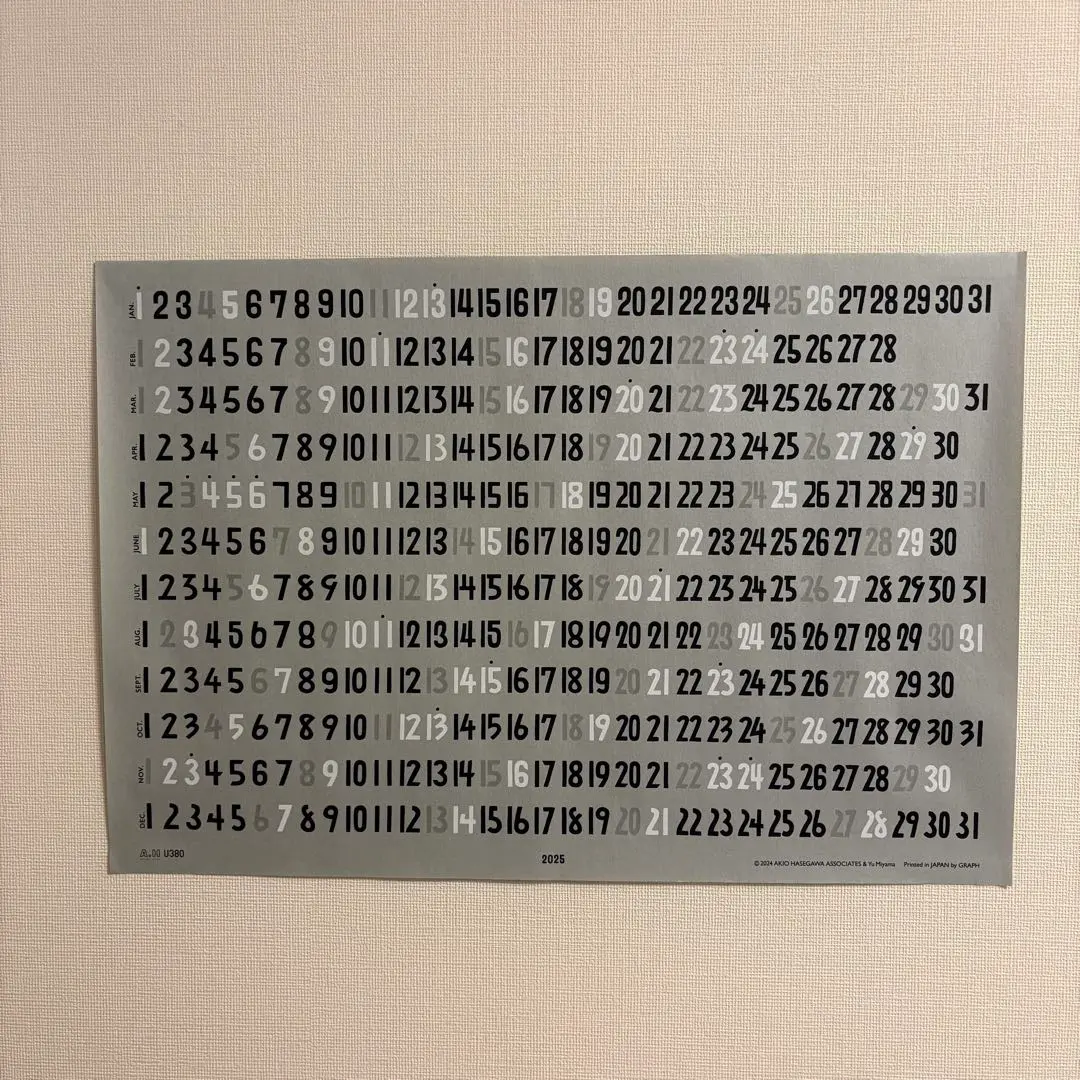 JAN. 1 2 3 4 5 6 7 8 9 10 11 12 13 14 15 16 17 18 19 20 21 22 23 24 25 26 27 28 29 30 31
FEB. 1 2 3 4 5 6 7 8 9 10 11 12 13 14 15 16 17 18 19 20 21 22 23 24 25 26 27 28
MAR. 1 2 3 4 5 6 7 8 9 10 11 12 13 14 15 16 17 18 19 20 21 22 23 24 25 26 27 28 29 30 31
APR. 1 2 3 4 5 6 7 8 9 10 11 12 13 14 15 16 17 18 19 20 21 22 23 24 25 26 27 28 29 30
MAY 1 2 3 4 5 6 7 8 9 10 11 12 13 14 15 16 17 18 19 20 21 22 23 24 25 26 27 28 29 30 31
JUNE 1 2 3 4 5 6 7 8 9 10 11 12 13 14 15 16 17 18 19 20 21 22 23 24 25 26 27 28 29 30
JULY 1 2 3 4 5 6 7 8 9 10 11 12 13 14 15 16 17 18 19 20 21 22 23 24 25 26 27 28 29 30 31
AUG. 1 2 3 4 5 6 7 8 9 10 11 12 13 14 15 16 17 18 19 20 21 22 23 24 25 26 27 28 29 30 31
SEPT. 1 2 3 4 5 6 7 8 9 10 11 12 13 14 15 16 17 18 19 20 21 22 23 24 25 26 27 28 29 30
OCT. 1 2 3 4 5 6 7 8 9 10 11 12 13 14 15 16 17 18 19 20 21 22 23 24 25 26 27 28 29 30 31
NOV. 1 2 3 4 5 6 7 8 9 10 11 12 13 14 15 16 17 18 19 20 21 22 23 24 25 26 27 28 29 30
DEC. 1 2 3 4 5 6 7 8 9 10 11 12 13 14 15 16 17 18 19 20 21 22 23 24 25 26 27 28 29 30 31
A.H U380
2025
© 2024 AKIO HASEGAWA ASSOCIATES & Yu Miyama Printed in JAPAN by GRAPH